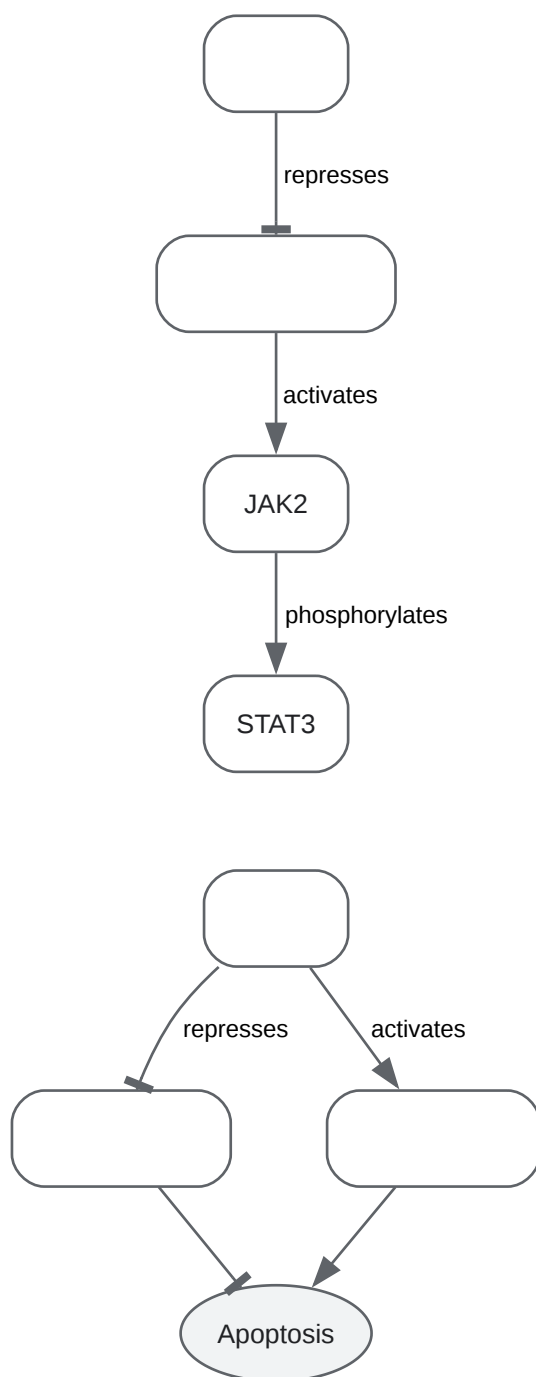 represses
activates
JAK2
phosphorylates
STAT3
represses
activates
Apoptosis